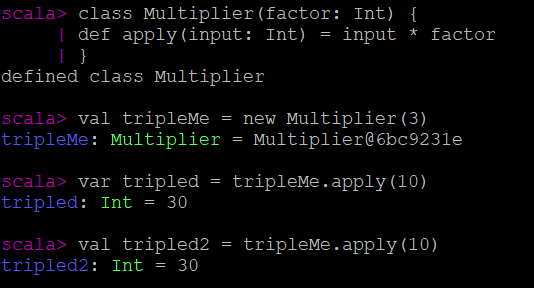 scala> class Multiplier(factor: Int) {
     | def apply(input: Int) = input * factor
     | }
defined class Multiplier

scala> val tripleMe = new Multiplier(3)
tripleMe: Multiplier = Multiplier@6bc9231e

scala> var tripled = tripleMe.apply(10)
tripled: Int = 30

scala> val tripled2 = tripleMe.apply(10)
tripled2: Int = 30